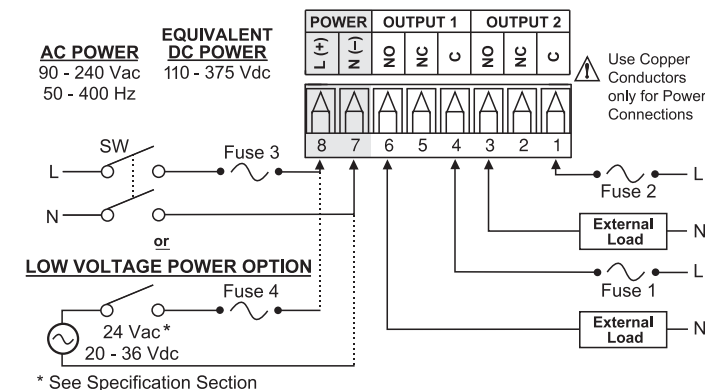 AC POWER
90 - 240 Vac
50 - 400 Hz
EQUIVALENT
DC POWER
110 - 375 Vdc
POWER OUTPUT 1 OUTPUT 2
L (+) N (−) NO NC C NO NC C
8 7 6 5 4 3 2 1
Use Copper
Conductors
only for Power
Connections
SW
L
Fuse 3
N
or
LOW VOLTAGE POWER OPTION
Fuse 4
24 Vac*
20 - 36 Vdc
* See Specification Section
L
Fuse 2
External
Load
N
L
Fuse 1
External
Load
N